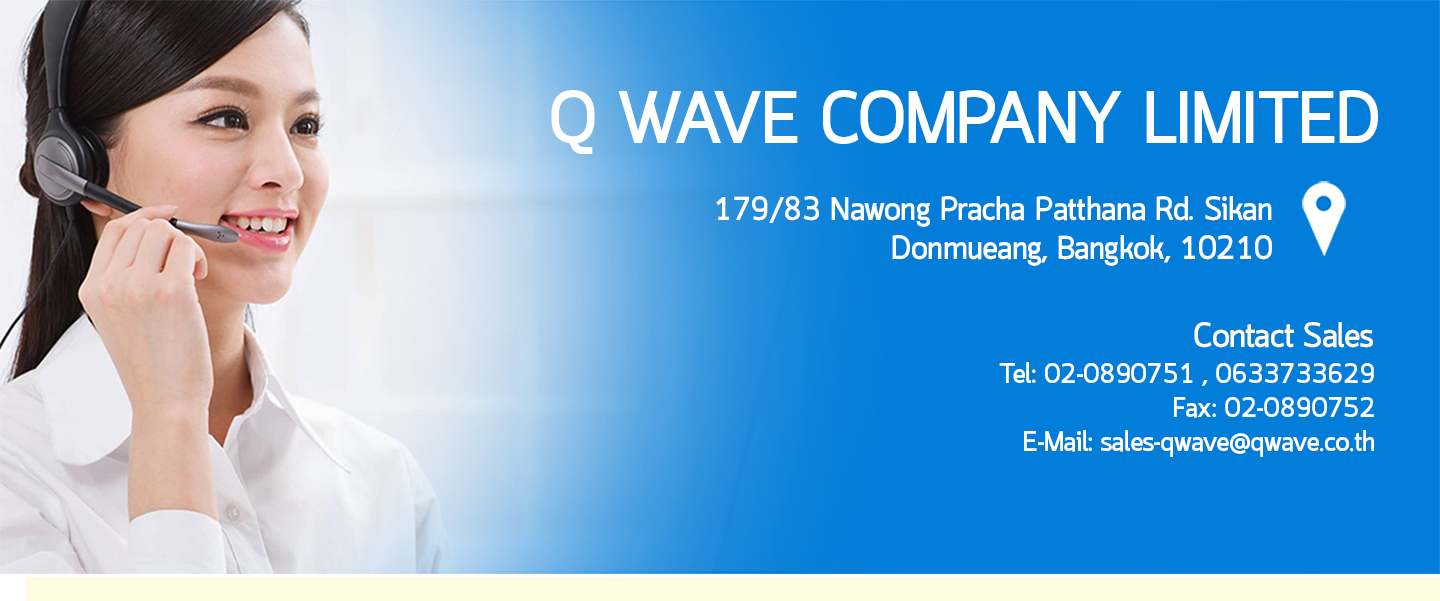 Q WAVE COMPANY LIMITED
179/83 Nawong Pracha Patthana Rd. Sikan
Donmueang, Bangkok, 10210
Contact Sales
Tel: 02-0890751 , 0633733629
Fax: 02-0890752
E-Mail: sales-qwave@qwave.co.th